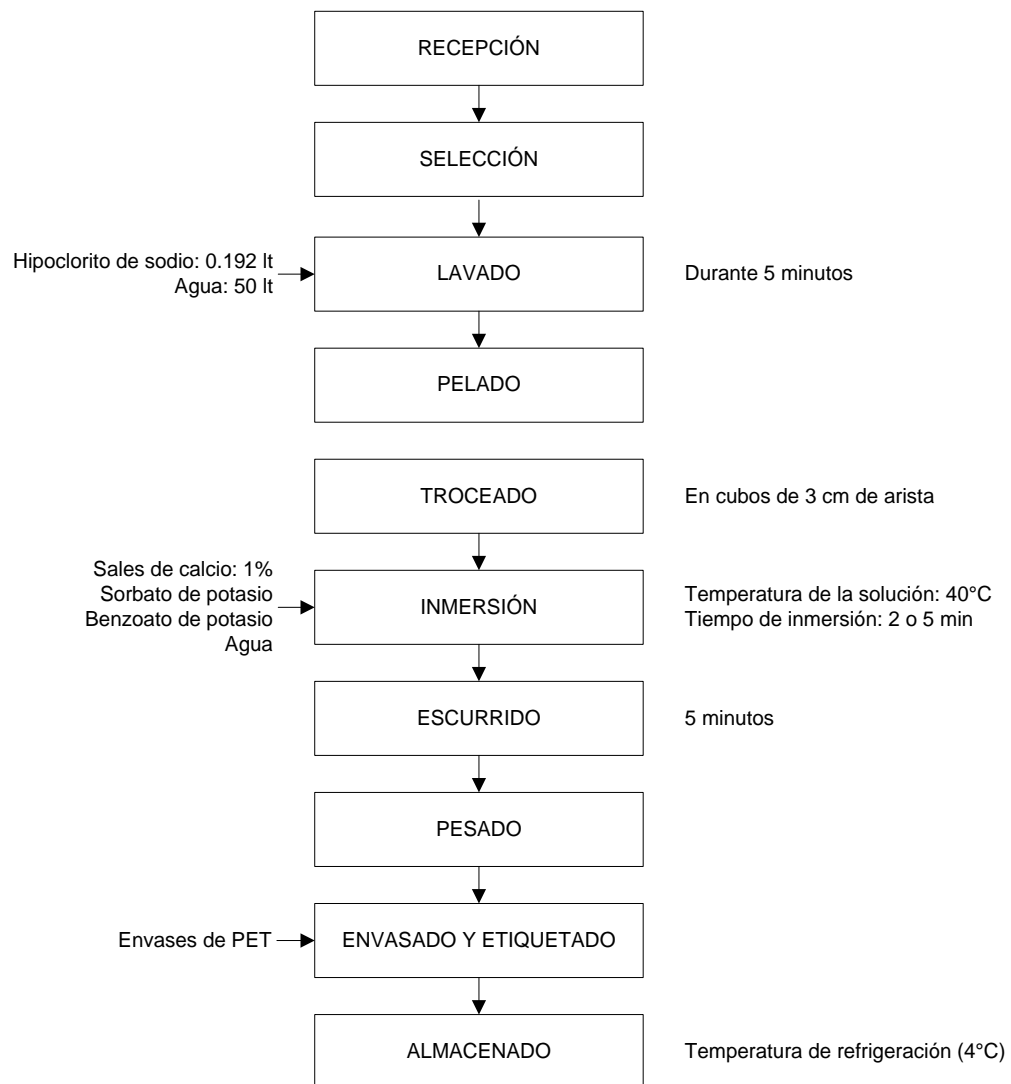 RECEPCIÓN
SELECCIÓN
Hipoclorito de sodio: 0.192 lt
Agua: 50 lt
LAVADO
Durante 5 minutos
PELADO
TROCEADO
En cubos de 3 cm de arista
Sales de calcio: 1%
Sorbato de potasio
Benzoato de potasio
Agua
INMERSIÓN
Temperatura de la solución: 40°C
Tiempo de inmersión: 2 o 5 min
ESCURRIDO
5 minutos
PESADO
Envases de PET
ENVASADO Y ETIQUETADO
ALMACENADO
Temperatura de refrigeración (4°C)